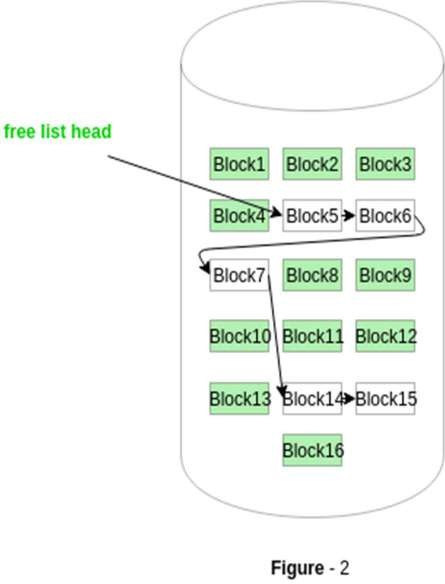 free list head
Block1 Block2 Block3
Block4 Block5 Block6
Block7 Block8 Block9
Block10 Block11 Block12
Block13 Block14 Block15
Block16
Figure - 2